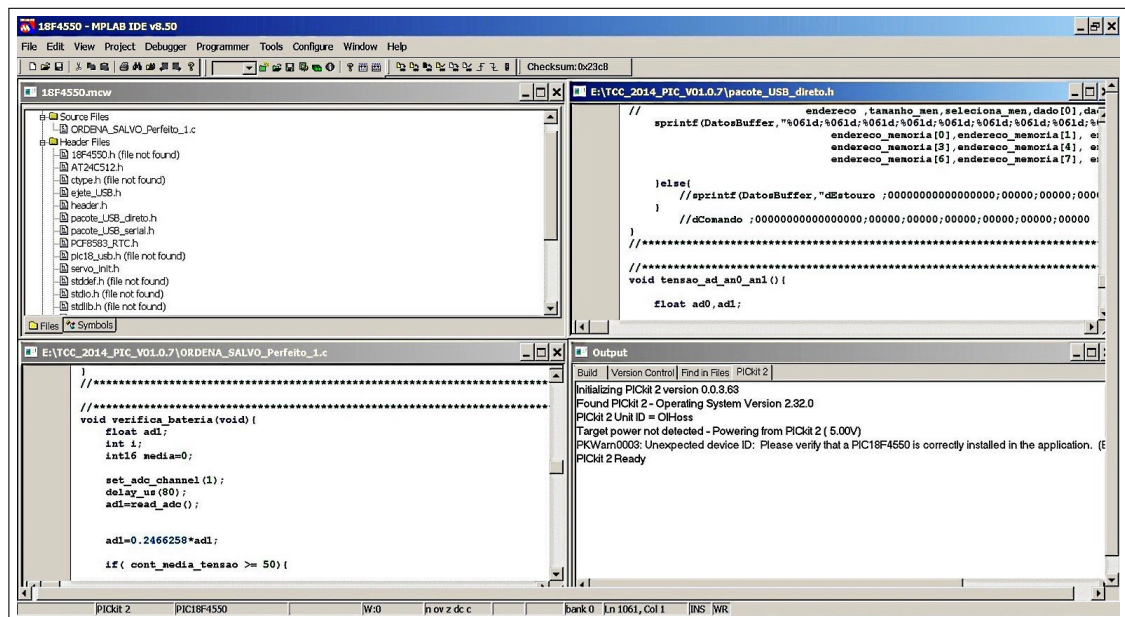 18F4550 - MPLAB IDE v8.50
File Edit View Project Debugger Programmer Tools Configure Window Help
Checksum:0x23c8
18F4550.mcw
Source Files
ORDENA_SALVO_Perfeito_1.c
Header Files
18F4550.h (file not found)
AT24C512.h
ctype.h (file not found)
ejete_USB.h
header.h
pacote_USB_direto.h
pacote_USB_serial.h
PCF8583_RTC.h
pic18_usb.h (file not found)
servo_init.h
stddef.h (file not found)
stdio.h (file not found)
stdlib.h (file not found)
Files Symbols
E:\TCC_2014_PIC_V01.0.7\pacote_USB_direto.h
// endereco ,tamanho_men,seleciona_men,dado[0],da
sprintf(DatosBuffer,"%06ld;%06ld;%06ld;%06ld;%06ld;%06ld;%06ld;%06ld;%
endereco_memoria[0],endereco_memoria[1], e
endereco_memoria[3],endereco_memoria[4], e
endereco_memoria[6],endereco_memoria[7], e
}else{
//sprintf(DatosBuffer,"dEstouro ;0000000000000000;00000;00000;000
}
//dComando ;0000000000000000;00000;00000;00000;00000;00000;00000
}
//*********************************************************
//*********************************************************
void tensao_ad_an0_an1(){
float ad0,ad1;
E:\TCC_2014_PIC_V01.0.7\ORDENA_SALVO_Perfeito_1.c
}
//*********************************************************
//*********************************************************
void verifica_bateria(void){
float ad1;
int i;
int16 media=0;
set_adc_channel(1);
delay_us(80);
ad1=read_adc();
ad1=0.2466258*ad1;
if( cont_media_tensao >= 50){
Output
Build Version Control Find in Files PICkit 2
Initializing PICkit 2 version 0.0.3.63
Found PICkit 2 - Operating System Version 2.32.0
PICkit 2 Unit ID = OlHoss
Target power not detected - Powering from PICkit 2 ( 5.00V)
PKWarn0003: Unexpected device ID: Please verify that a PIC18F4550 is correctly installed in the application. (E
PICkit 2 Ready
PICkit 2 PIC18F4550 W:0 n ov z dc c bank 0 Ln 1061, Col 1 INS WR